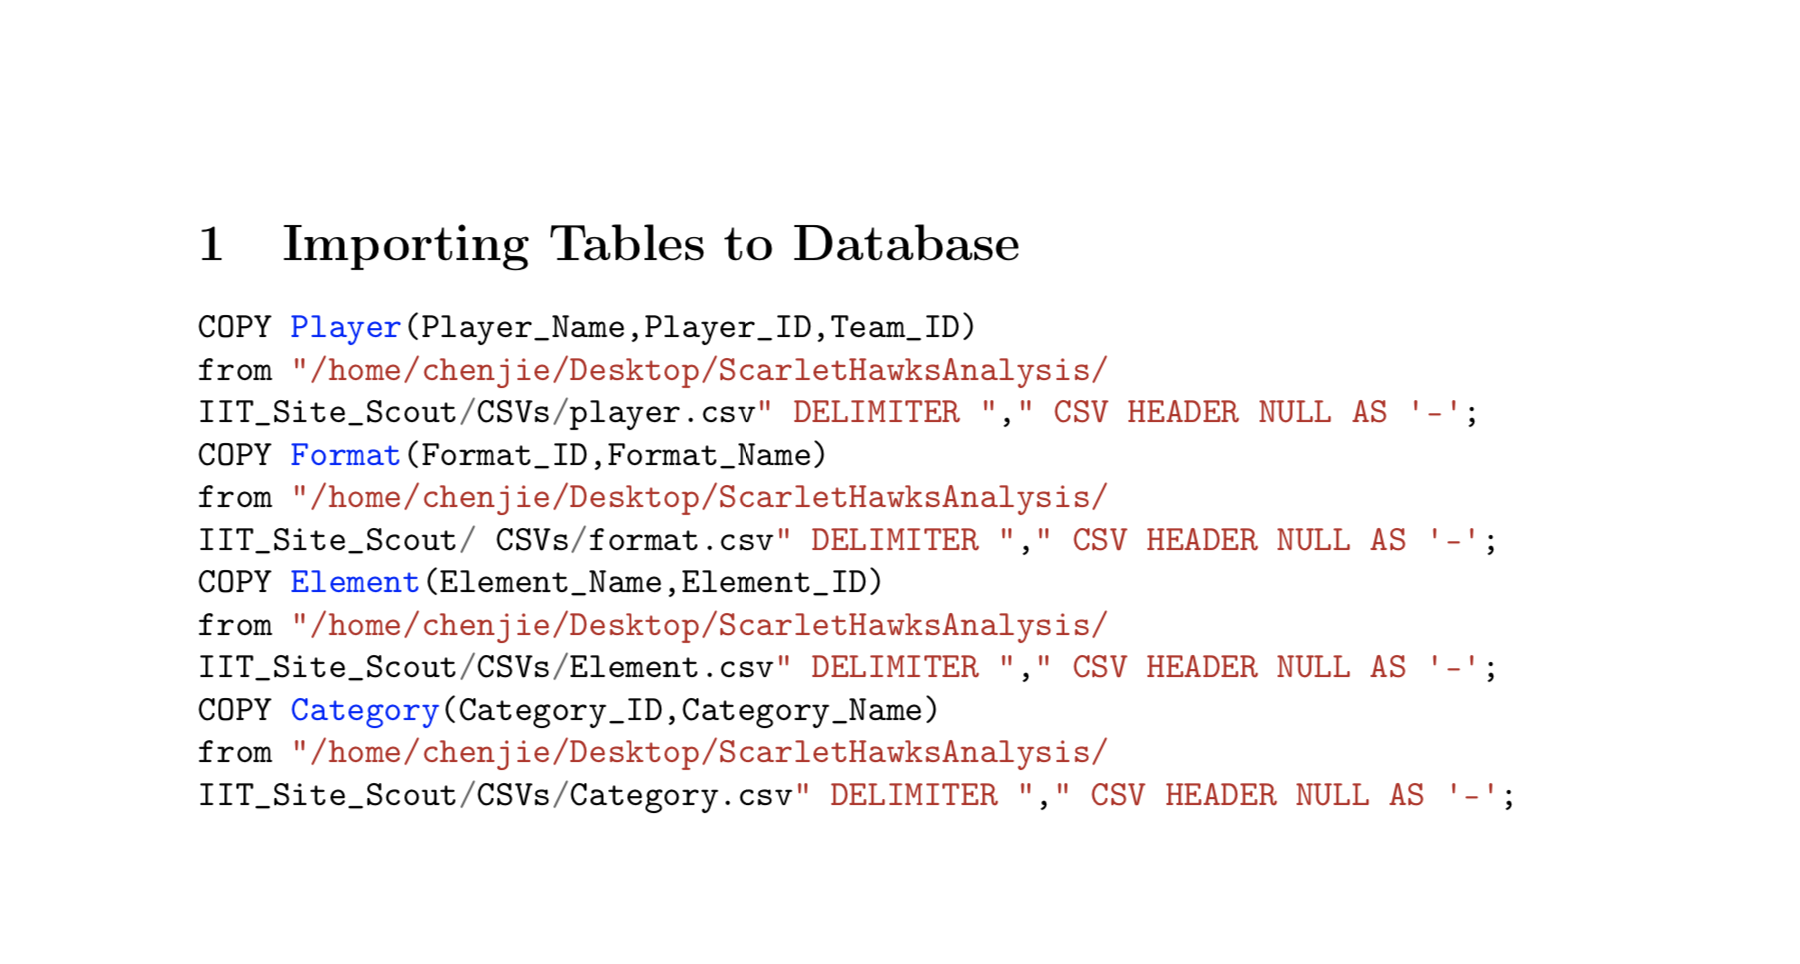 1 Importing Tables to Database
COPY Player(Player_Name,Player_ID,Team_ID)
from "/home/chenjie/Desktop/ScarletHawksAnalysis/
IIT_Site_Scout/CSVs/player.csv" DELIMITER "," CSV HEADER NULL AS '-';
COPY Format(Format_ID,Format_Name)
from "/home/chenjie/Desktop/ScarletHawksAnalysis/
IIT_Site_Scout/ CSVs/format.csv" DELIMITER "," CSV HEADER NULL AS '-';
COPY Element(Element_Name,Element_ID)
from "/home/chenjie/Desktop/ScarletHawksAnalysis/
IIT_Site_Scout/CSVs/Element.csv" DELIMITER "," CSV HEADER NULL AS '-';
COPY Category(Category_ID,Category_Name)
from "/home/chenjie/Desktop/ScarletHawksAnalysis/
IIT_Site_Scout/CSVs/Category.csv" DELIMITER "," CSV HEADER NULL AS '-';